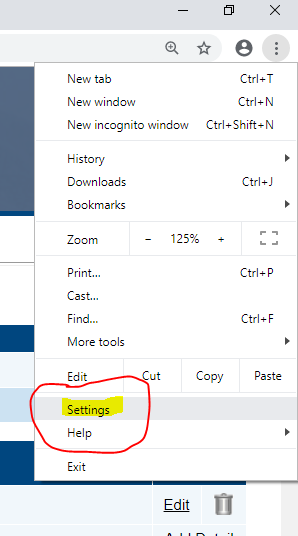 New tab Ctrl+T
New window Ctrl+N
New incognito window Ctrl+Shift+N
History
Downloads Ctrl+J
Bookmarks
Zoom - 125% +
Print... Ctrl+P
Cast...
Find... Ctrl+F
More tools
Edit Cut Copy Paste
Settings
Help
Exit
Edit